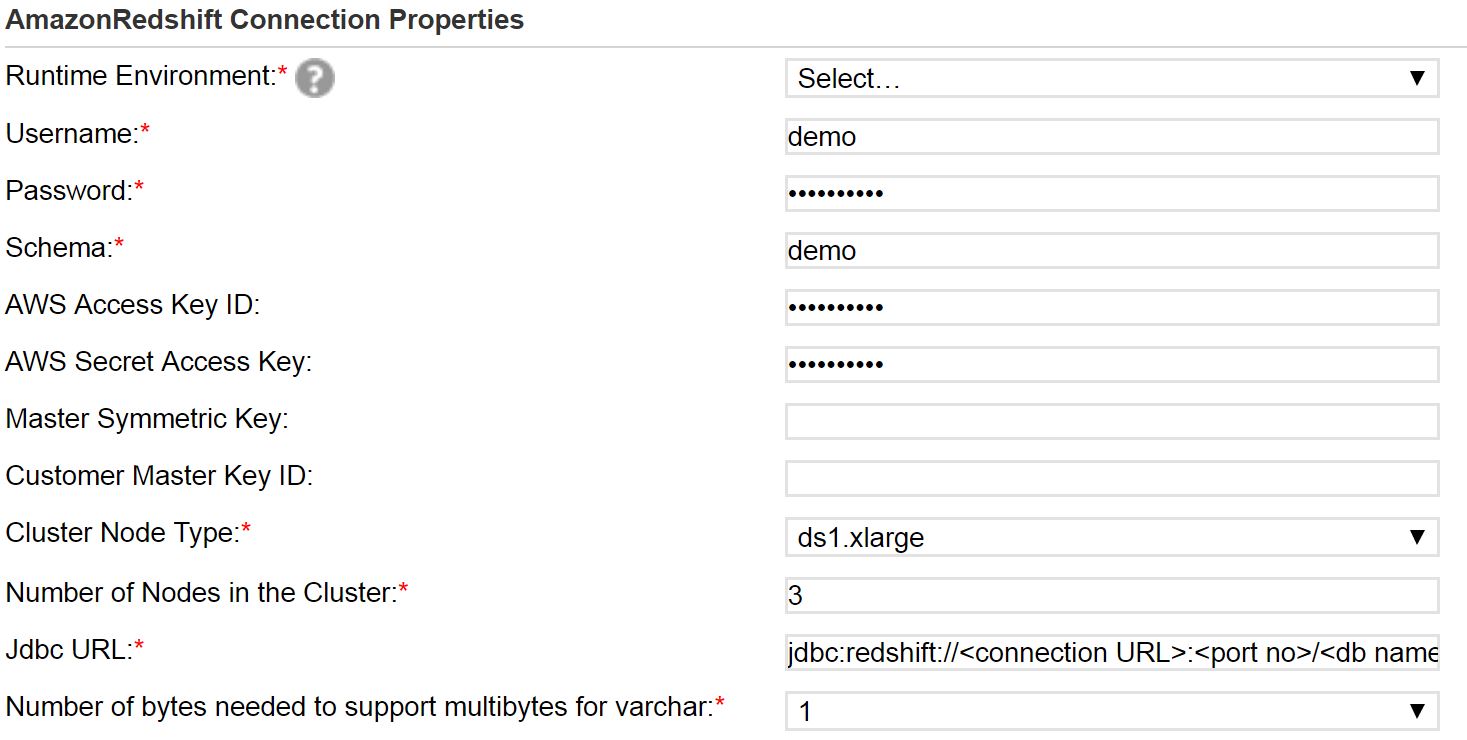 AmazonRedshift Connection Properties
Runtime Environment:* ? Select...
Username:* demo
Password:* ••••••••••
Schema:* demo
AWS Access Key ID: ••••••••••
AWS Secret Access Key: ••••••••••
Master Symmetric Key:
Customer Master Key ID:
Cluster Node Type:* ds1.xlarge
Number of Nodes in the Cluster:* 3
Jdbc URL:* jdbc:redshift://<connection URL>:<port no>/<db name
Number of bytes needed to support multibytes for varchar:* 1